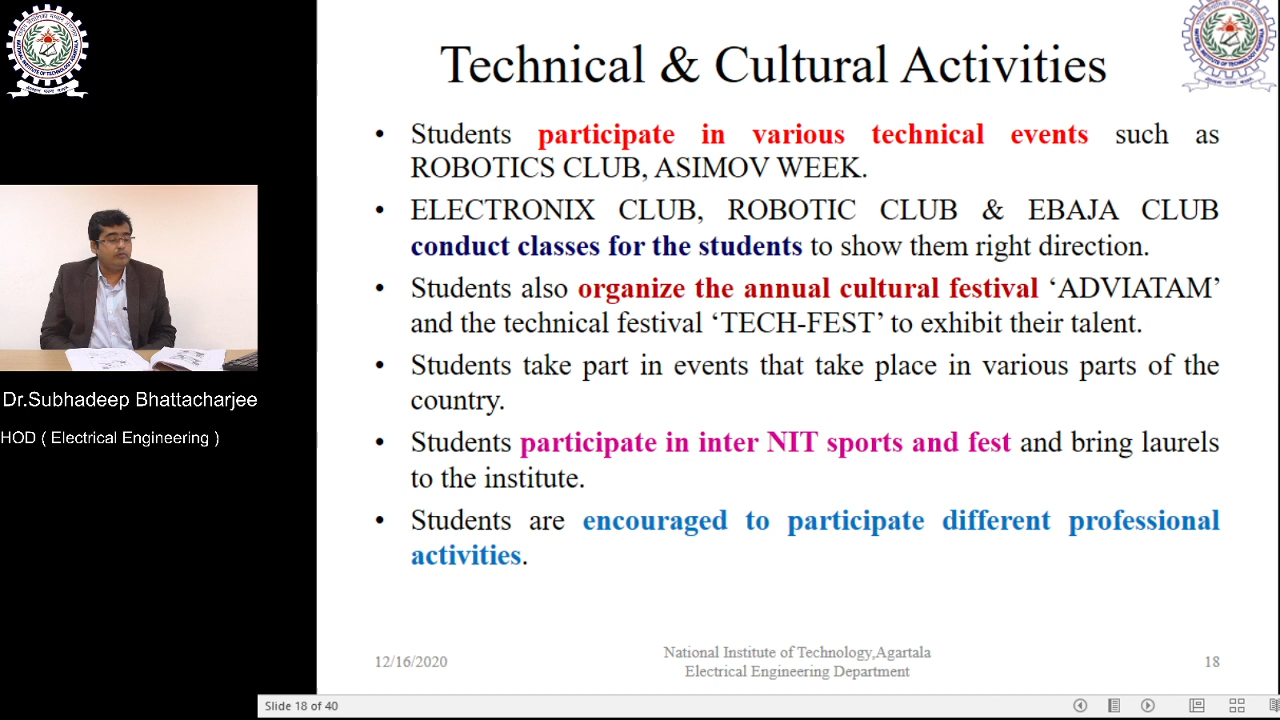 Technical & Cultural Activities
• Students participate in various technical events such as
ROBOTICS CLUB, ASIMOV WEEK.
• ELECTRONIX CLUB, ROBOTIC CLUB & EBAJA CLUB
conduct classes for the students to show them right direction.
• Students also organize the annual cultural festival ‘ADVIATAM’
and the technical festival ‘TECH-FEST’ to exhibit their talent.
• Students take part in events that take place in various parts of the
country.
• Students participate in inter NIT sports and fest and bring laurels
to the institute.
• Students are encouraged to participate different professional
activities.
Dr.Subhadeep Bhattacharjee
HOD ( Electrical Engineering )
12/16/2020
National Institute of Technology,Agartala
Electrical Engineering Department
18
Slide 18 of 40